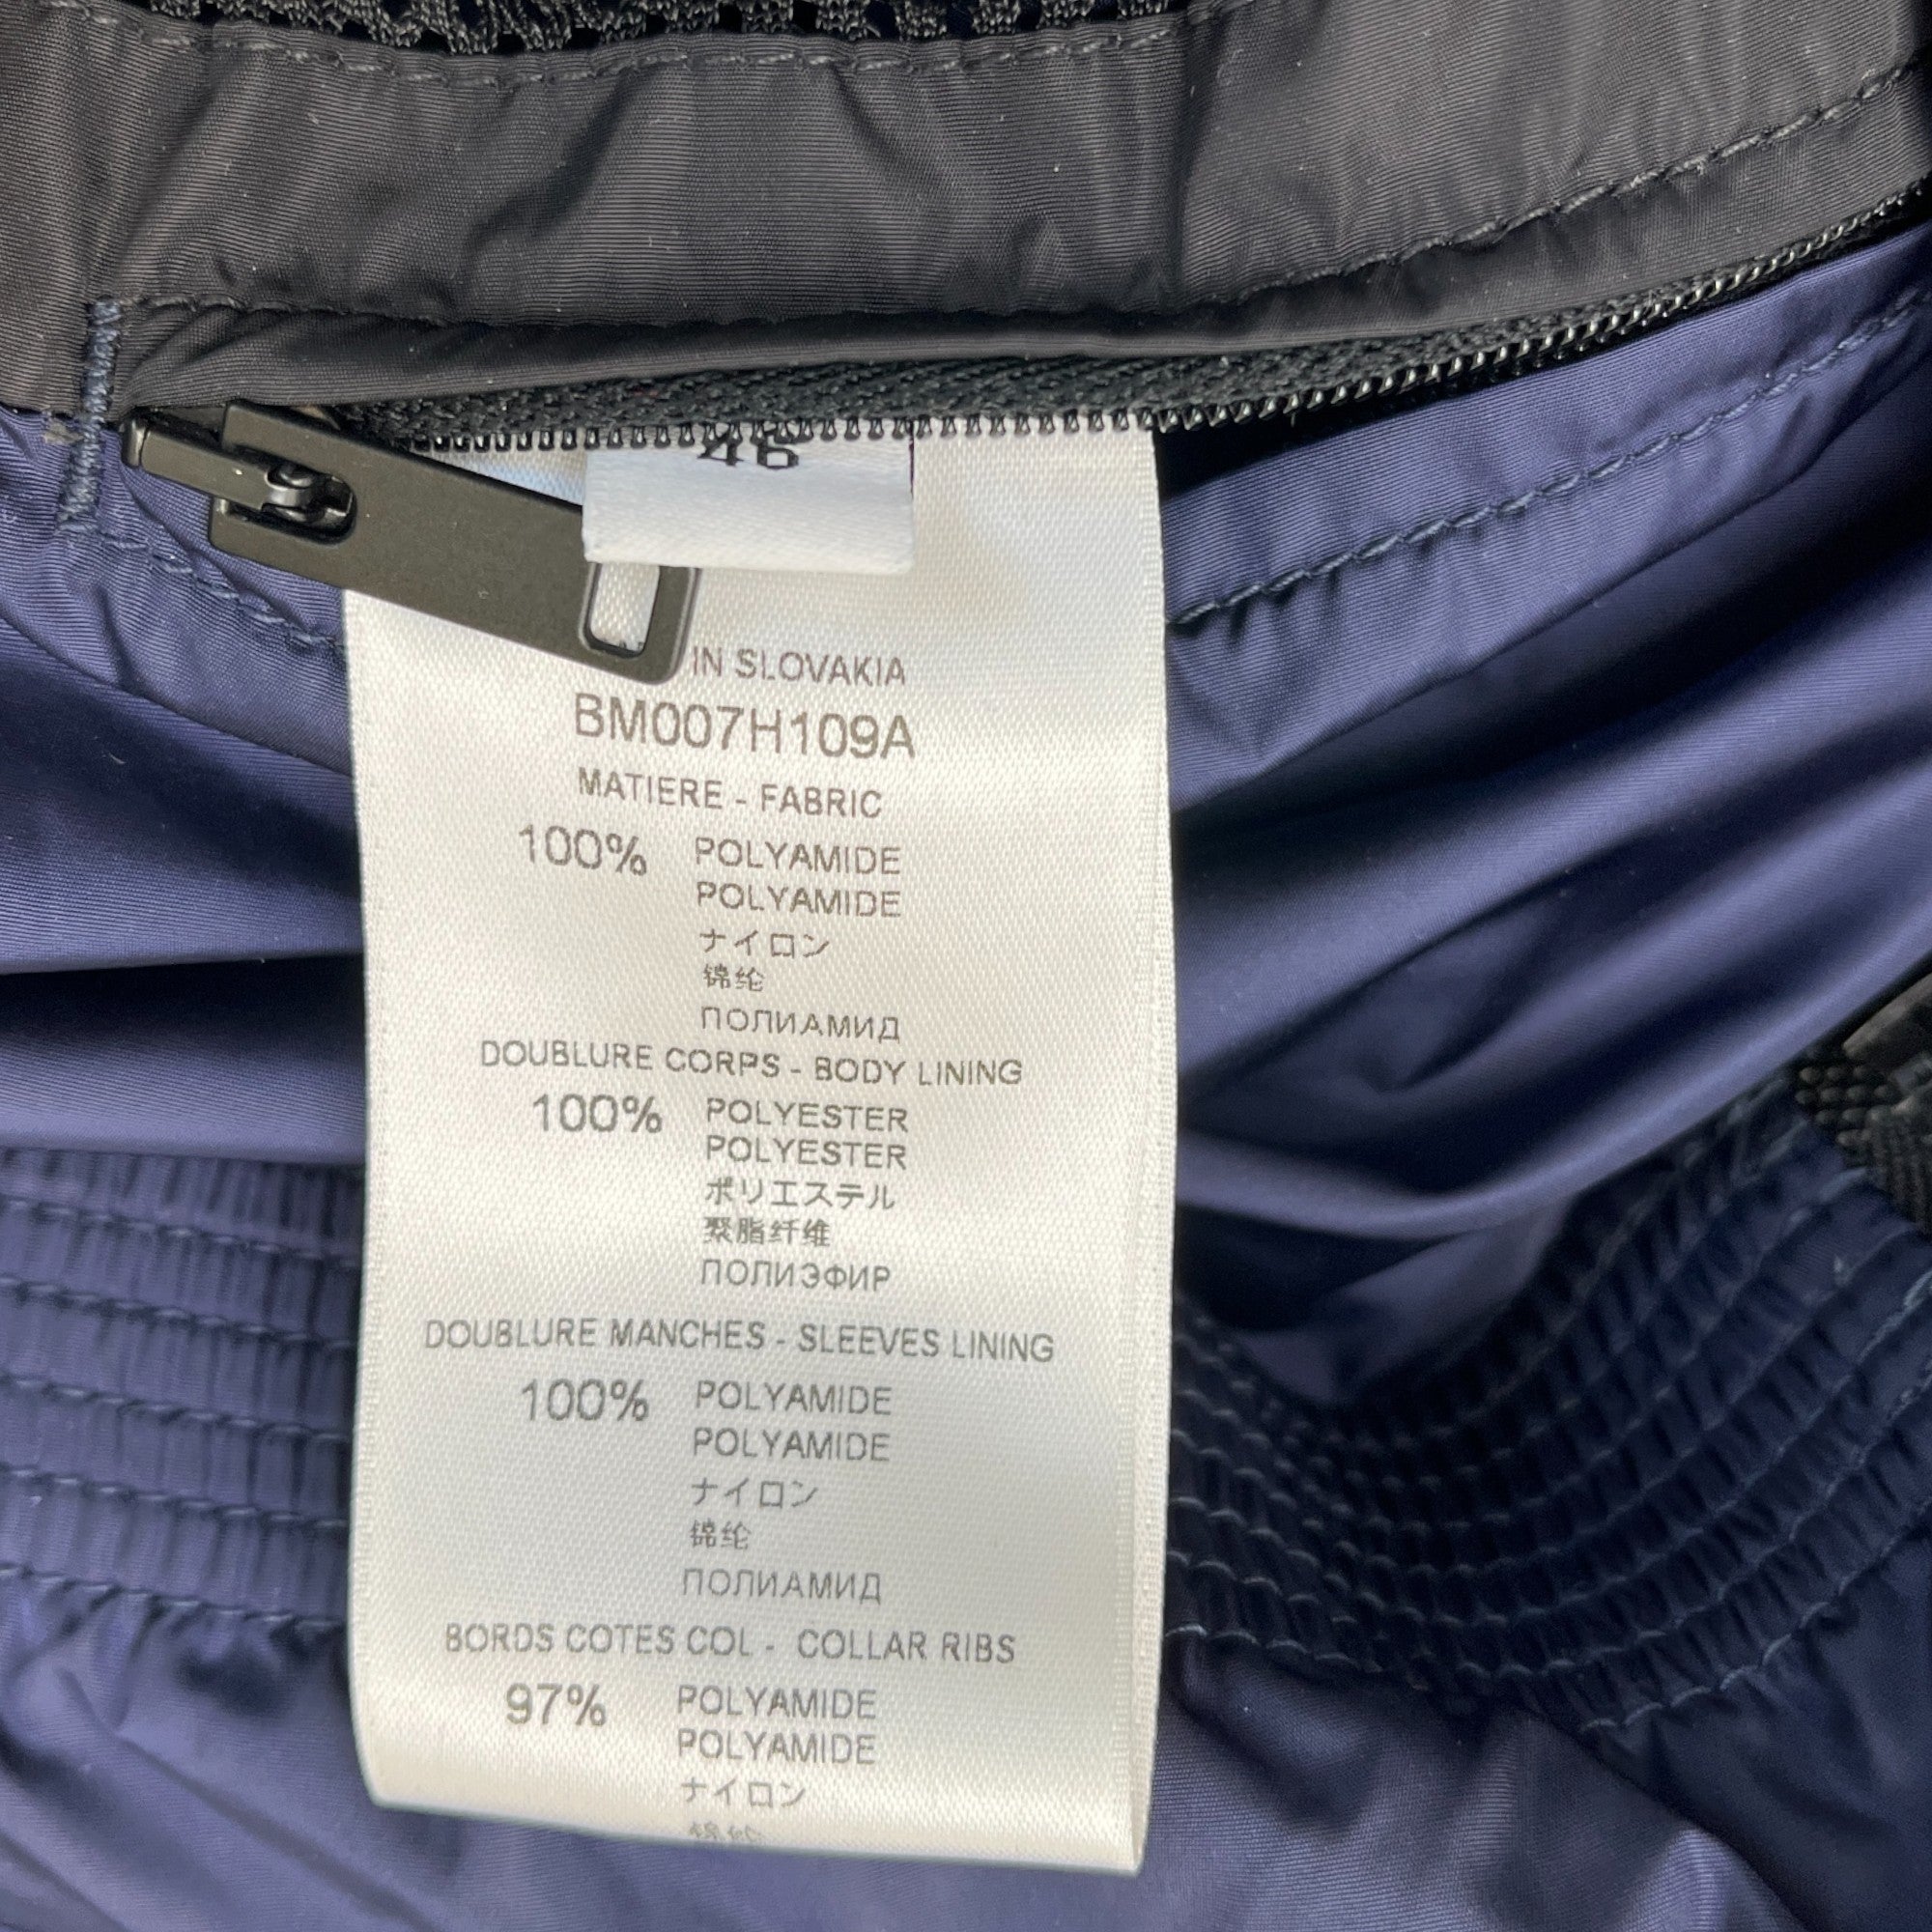 46
IN SLOVAKIA
BM007H109A
MATIERE - FABRIC
100% POLYAMIDE
POLYAMIDE
ナイロン
锦纶
ПОЛИАМИД
DOUBLURE CORPS - BODY LINING
100% POLYESTER
POLYESTER
ポリエステル
聚脂纤维
ПОЛИЭФИР
DOUBLURE MANCHES - SLEEVES LINING
100% POLYAMIDE
POLYAMIDE
ナイロン
锦纶
ПОЛИАМИД
BORDS COTES COL - COLLAR RIBS
97% POLYAMIDE
POLYAMIDE
ナイロン
锦纶